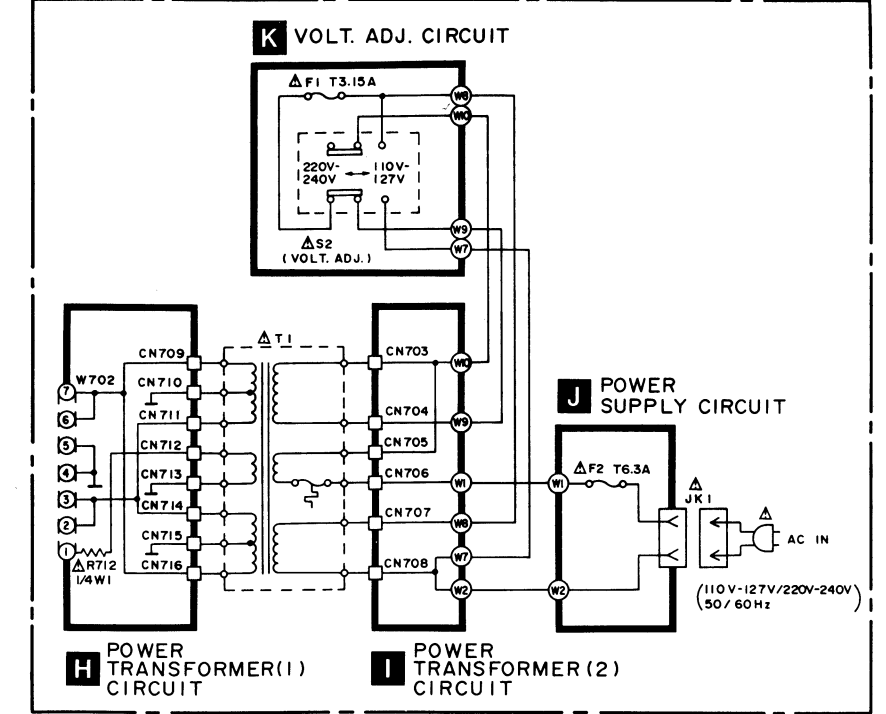 K VOLT. ADJ. CIRCUIT
⚠ F1 T3.15A
W8
W10
220V-
240V
110V-
127V
⚠ S2
(VOLT. ADJ.)
W9
W7
CN709
W702
7
CN710
6
CN711
5
CN712
4
CN713
3
CN714
2
CN715
1
⚠ R712
1/4W1
CN716
⚠ T1
CN703
W10
CN704
W9
CN705
CN706
W1
CN707
W8
CN708
W7
W2
J POWER
SUPPLY CIRCUIT
W1
⚠ F2 T6.3A
⚠
JK1
⚠
AC IN
W2
(110V-127V/220V-240V)
50/60Hz
H POWER
TRANSFORMER(1)
CIRCUIT
I POWER
TRANSFORMER(2)
CIRCUIT